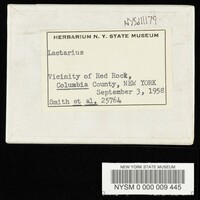 NYSf1179
HERBARIUM N. Y. STATE MUSEUM
Lactarius
Vicinity of Red Rock,
Columbia County, NEW YORK
September 3, 1958
Smith et al, 25764
NEW YORK STATE MUSEUM
NYSM 0 000 009 445